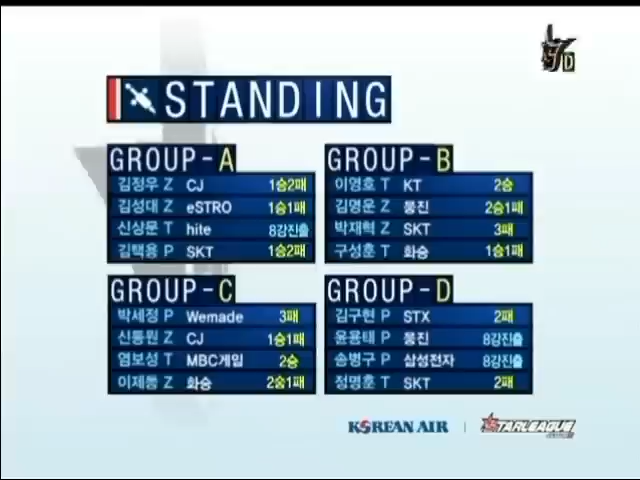 STANDING
GROUP-A
김정우 Z CJ 1승2패
김성대 Z eSTRO 1승1패
신상문 T hite 8강진출
김택용 P SKT 1승2패
GROUP-B
이영호 T KT 2승
김명운 Z 웅진 2승1패
박재혁 Z SKT 3패
구성훈 T 화승 1승1패
GROUP-C
박세정 P Wemade 3패
신동원 Z CJ 1승1패
염보성 T MBC게임 2승
이제동 Z 화승 2승1패
GROUP-D
김구현 P STX 2패
윤용태 P 웅진 8강진출
송병구 P 삼성전자 8강진출
정명훈 T SKT 2패
KOREAN AIR | STARLEAGUE